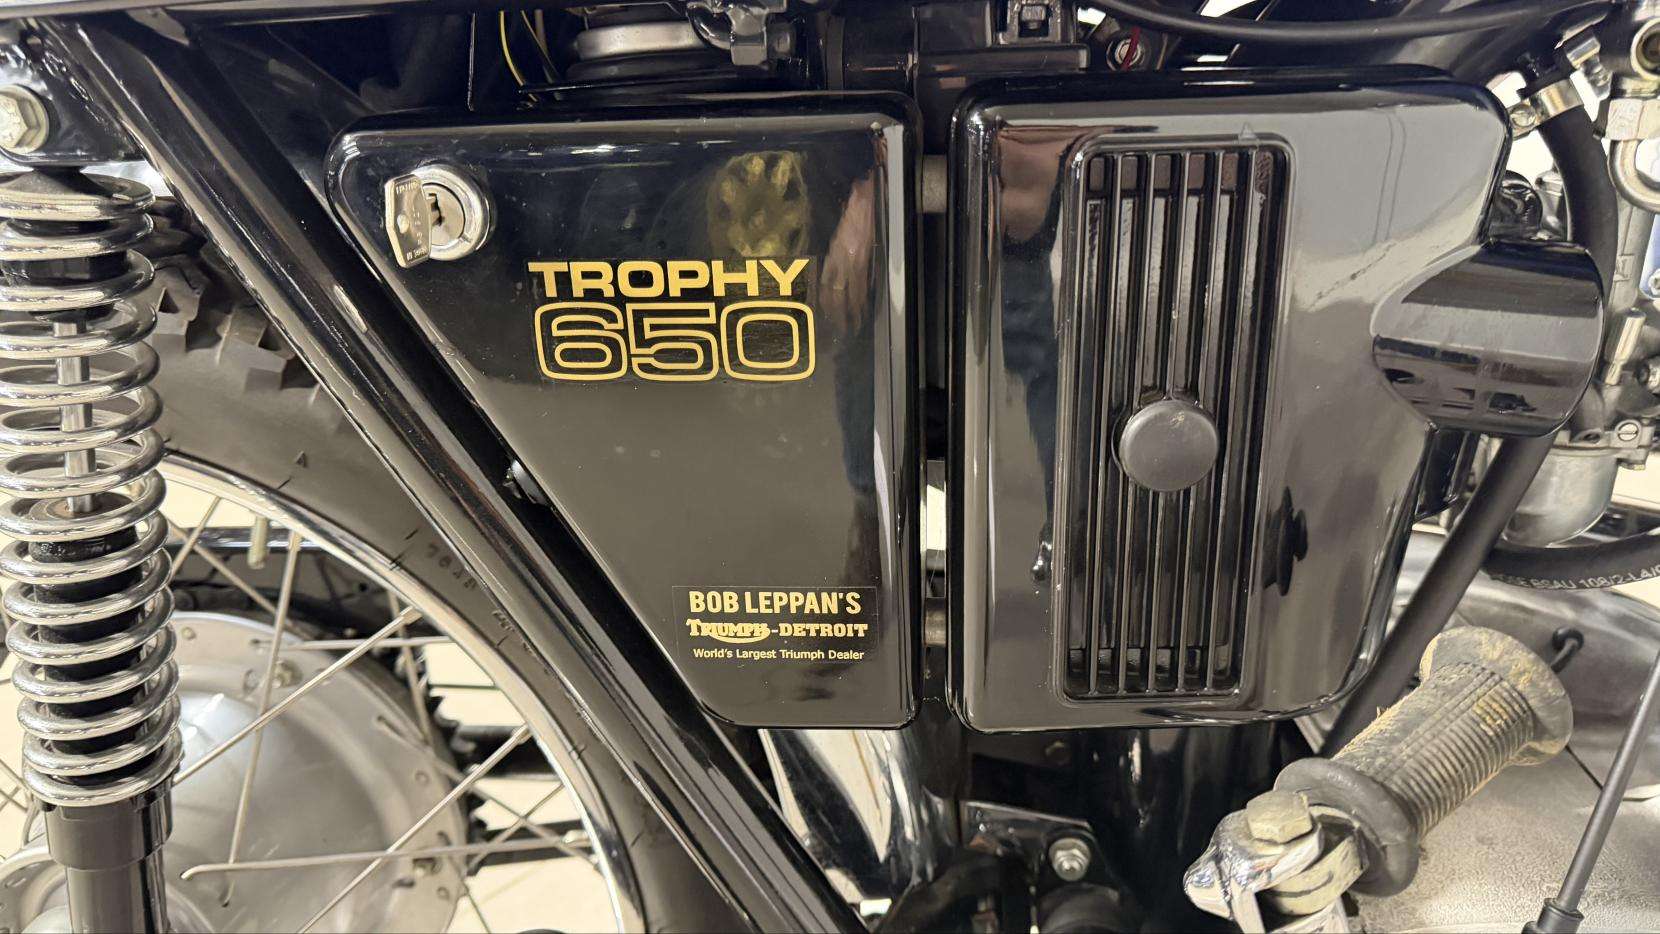 TROPHY
650
BOB LEPPAN'S
TRIUMPH-DETROIT
World's Largest Triumph Dealer